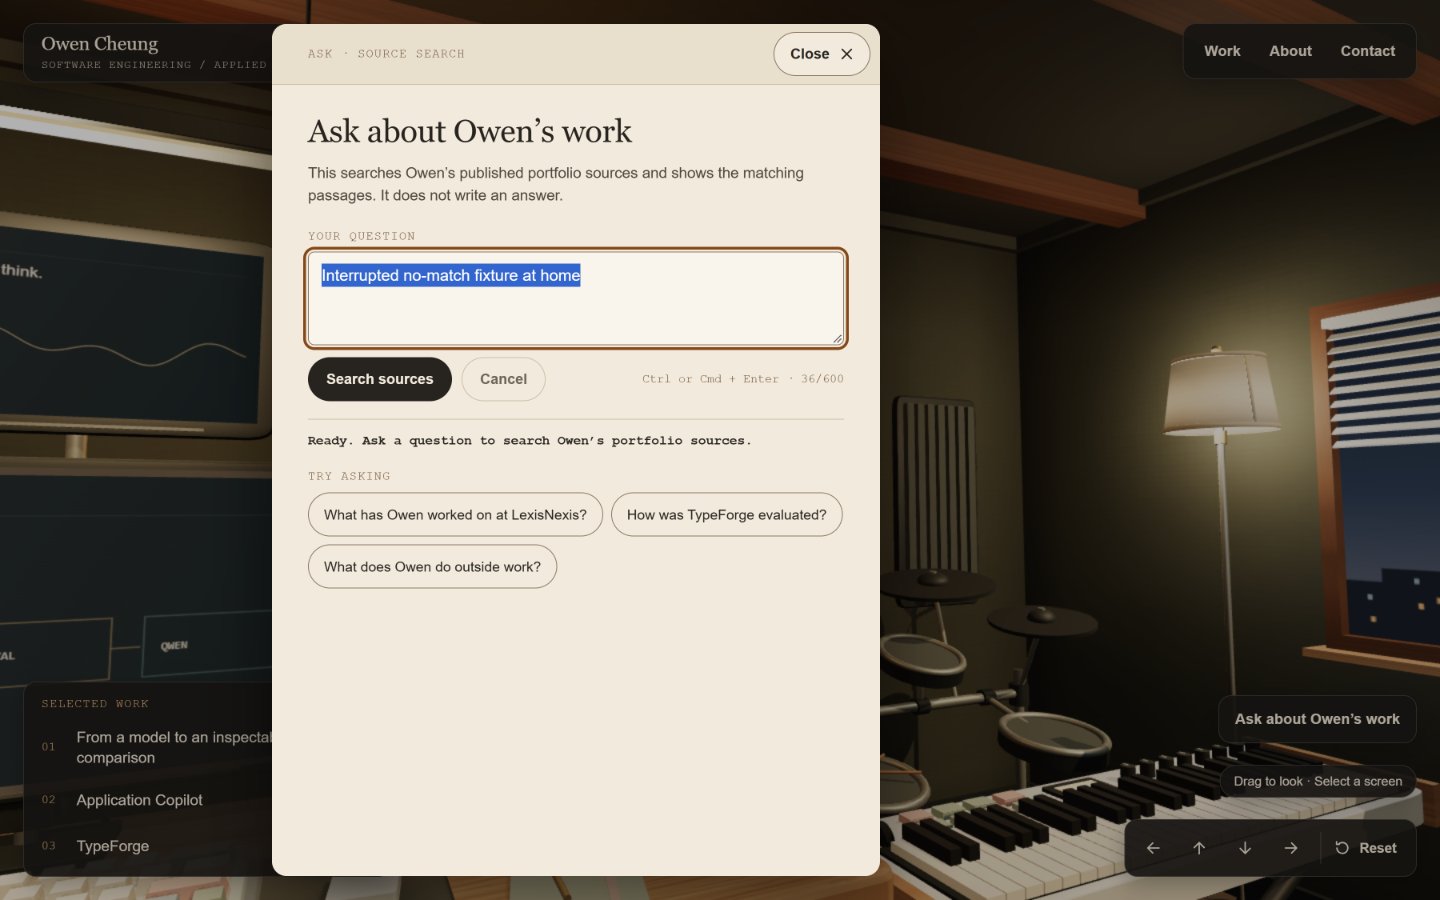 Owen Cheung
SOFTWARE ENGINEERING / APPLIED
ASK · SOURCE SEARCH
Close
Work
About
Contact
Ask about Owen’s work
This searches Owen’s published portfolio sources and shows the matching
passages. It does not write an answer.
YOUR QUESTION
Interrupted no-match fixture at home
Search sources
Cancel
Ctrl or Cmd + Enter · 36/600
Ready. Ask a question to search Owen’s portfolio sources.
TRY ASKING
What has Owen worked on at LexisNexis?
How was TypeForge evaluated?
What does Owen do outside work?
think.
QWEN
SELECTED WORK
01 From a model to an
comparison
02 Application Copilot
03 TypeForge
Ask about Owen’s work
Drag to look · Select a screen
Reset